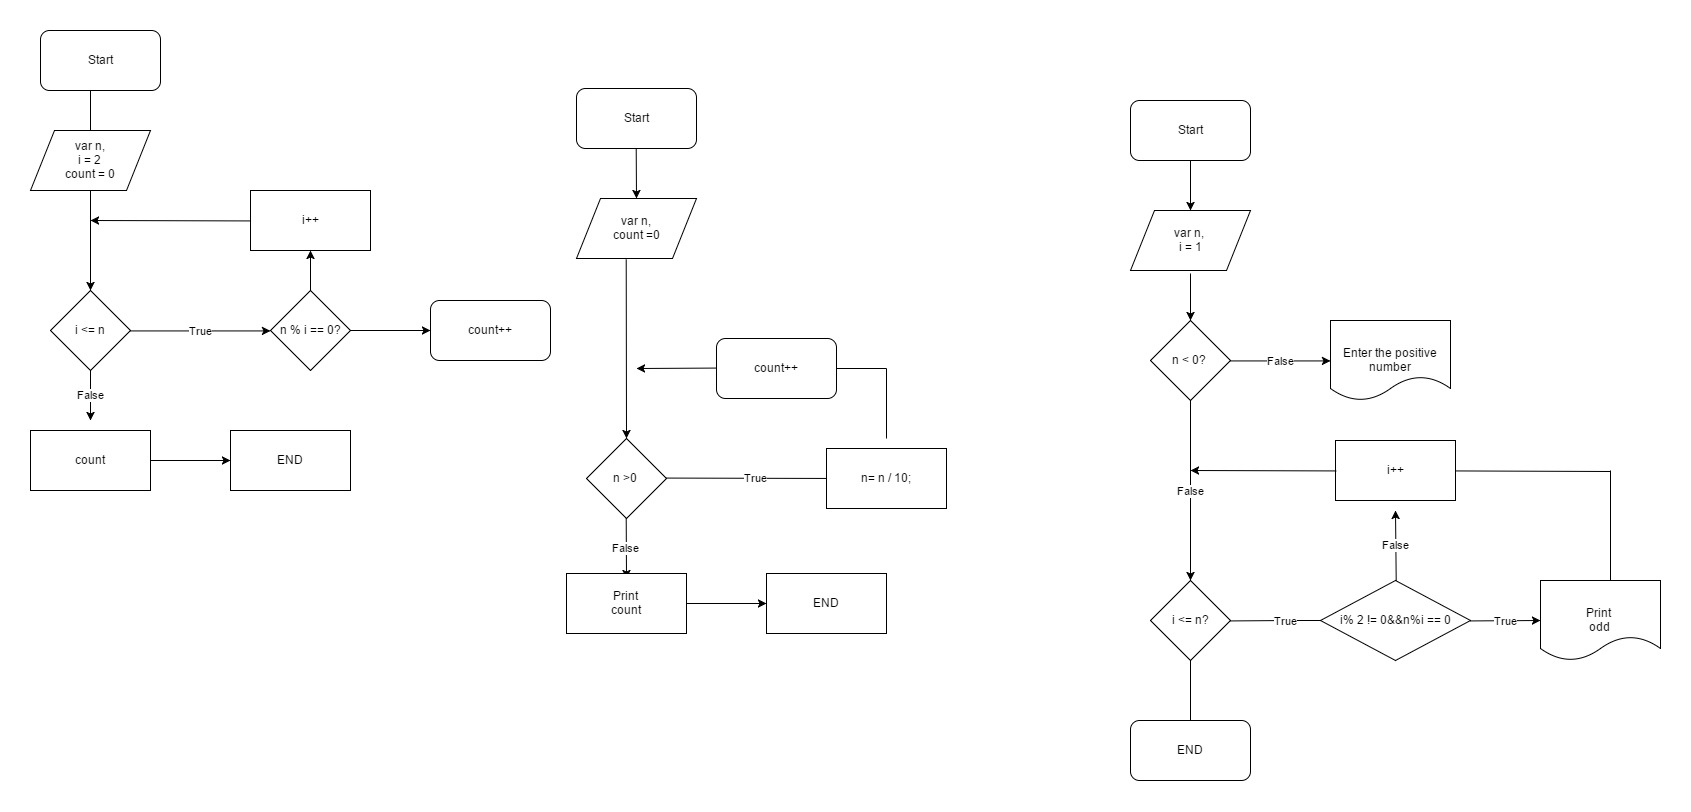 Start
var n,
i = 2
count = 0
i++
i <= n
True
n % i == 0?
count++
False
count
END
Start
var n,
count =0
count++
n >0
True
n= n / 10;
False
Print
count
END
Start
var n,
i = 1
n < 0?
False
Enter the positive
number
i++
False
False
i <= n?
True
i% 2 != 0&&n%i == 0
True
Print
odd
END